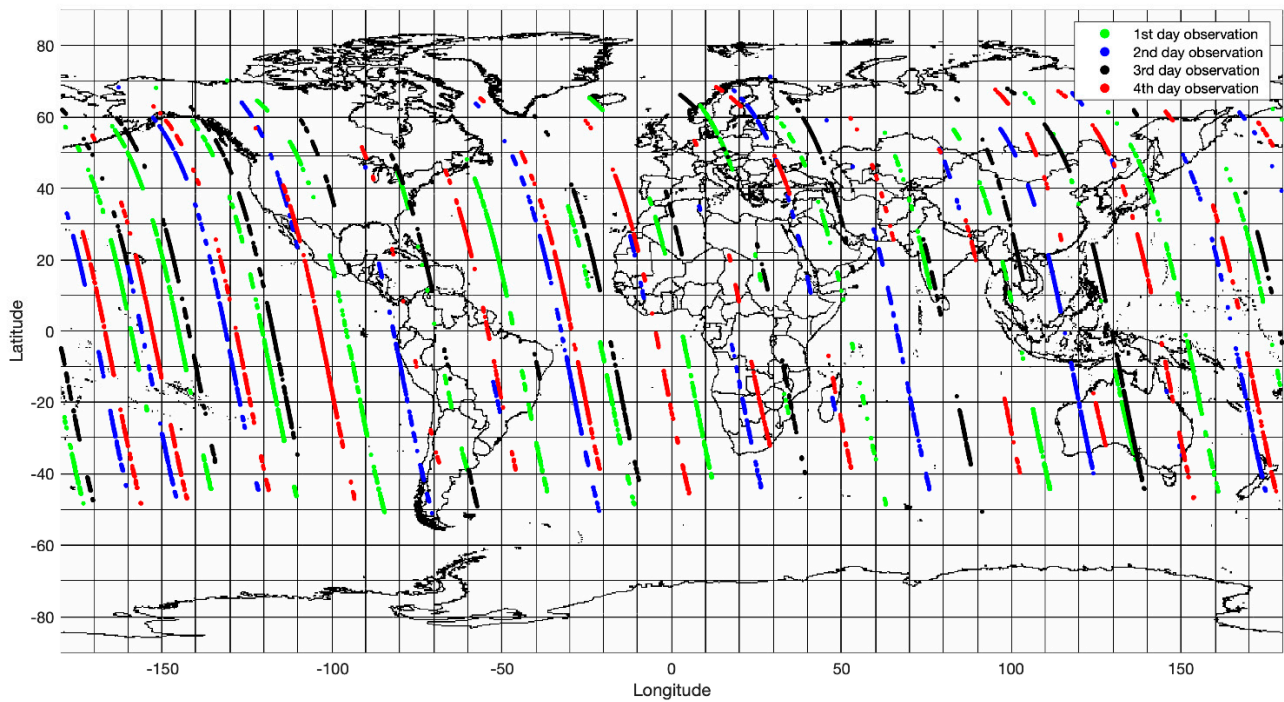 1st day observation
2nd day observation
3rd day observation
4th day observation
80
60
40
20
0
-20
-40
-60
-80
Latitude
-150 -100 -50 0 50 100 150
Longitude